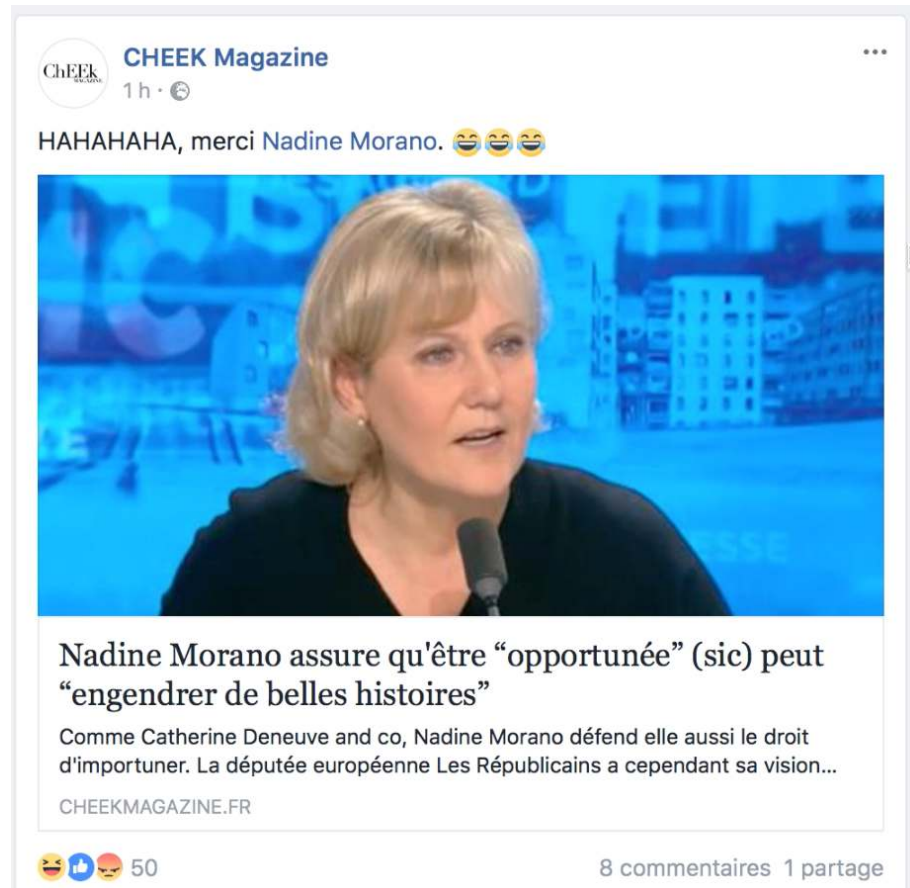 ChEEk
MAGAZINE
CHEEK Magazine
1 h
HAHAHAHA, merci Nadine Morano. 😂😂😂
Nadine Morano assure qu'être “opportunée” (sic) peut
“engendrer de belles histoires”
Comme Catherine Deneuve and co, Nadine Morano défend elle aussi le droit
d'importuner. La députée européenne Les Républicains a cependant sa vision...
CHEEKMAGAZINE.FR
50
8 commentaires 1 partage